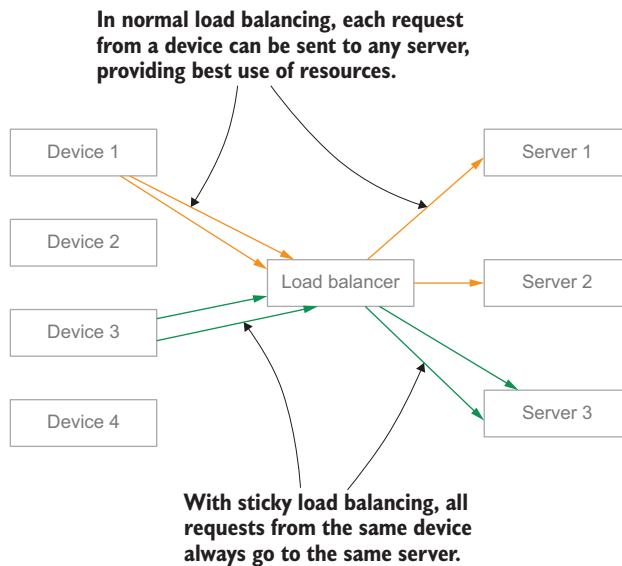 In normal load balancing, each request
from a device can be sent to any server,
providing best use of resources.
Device 1
Server 1
Device 2
Load balancer
Server 2
Device 3
Device 4
Server 3
With sticky load balancing, all
requests from the same device
always go to the same server.